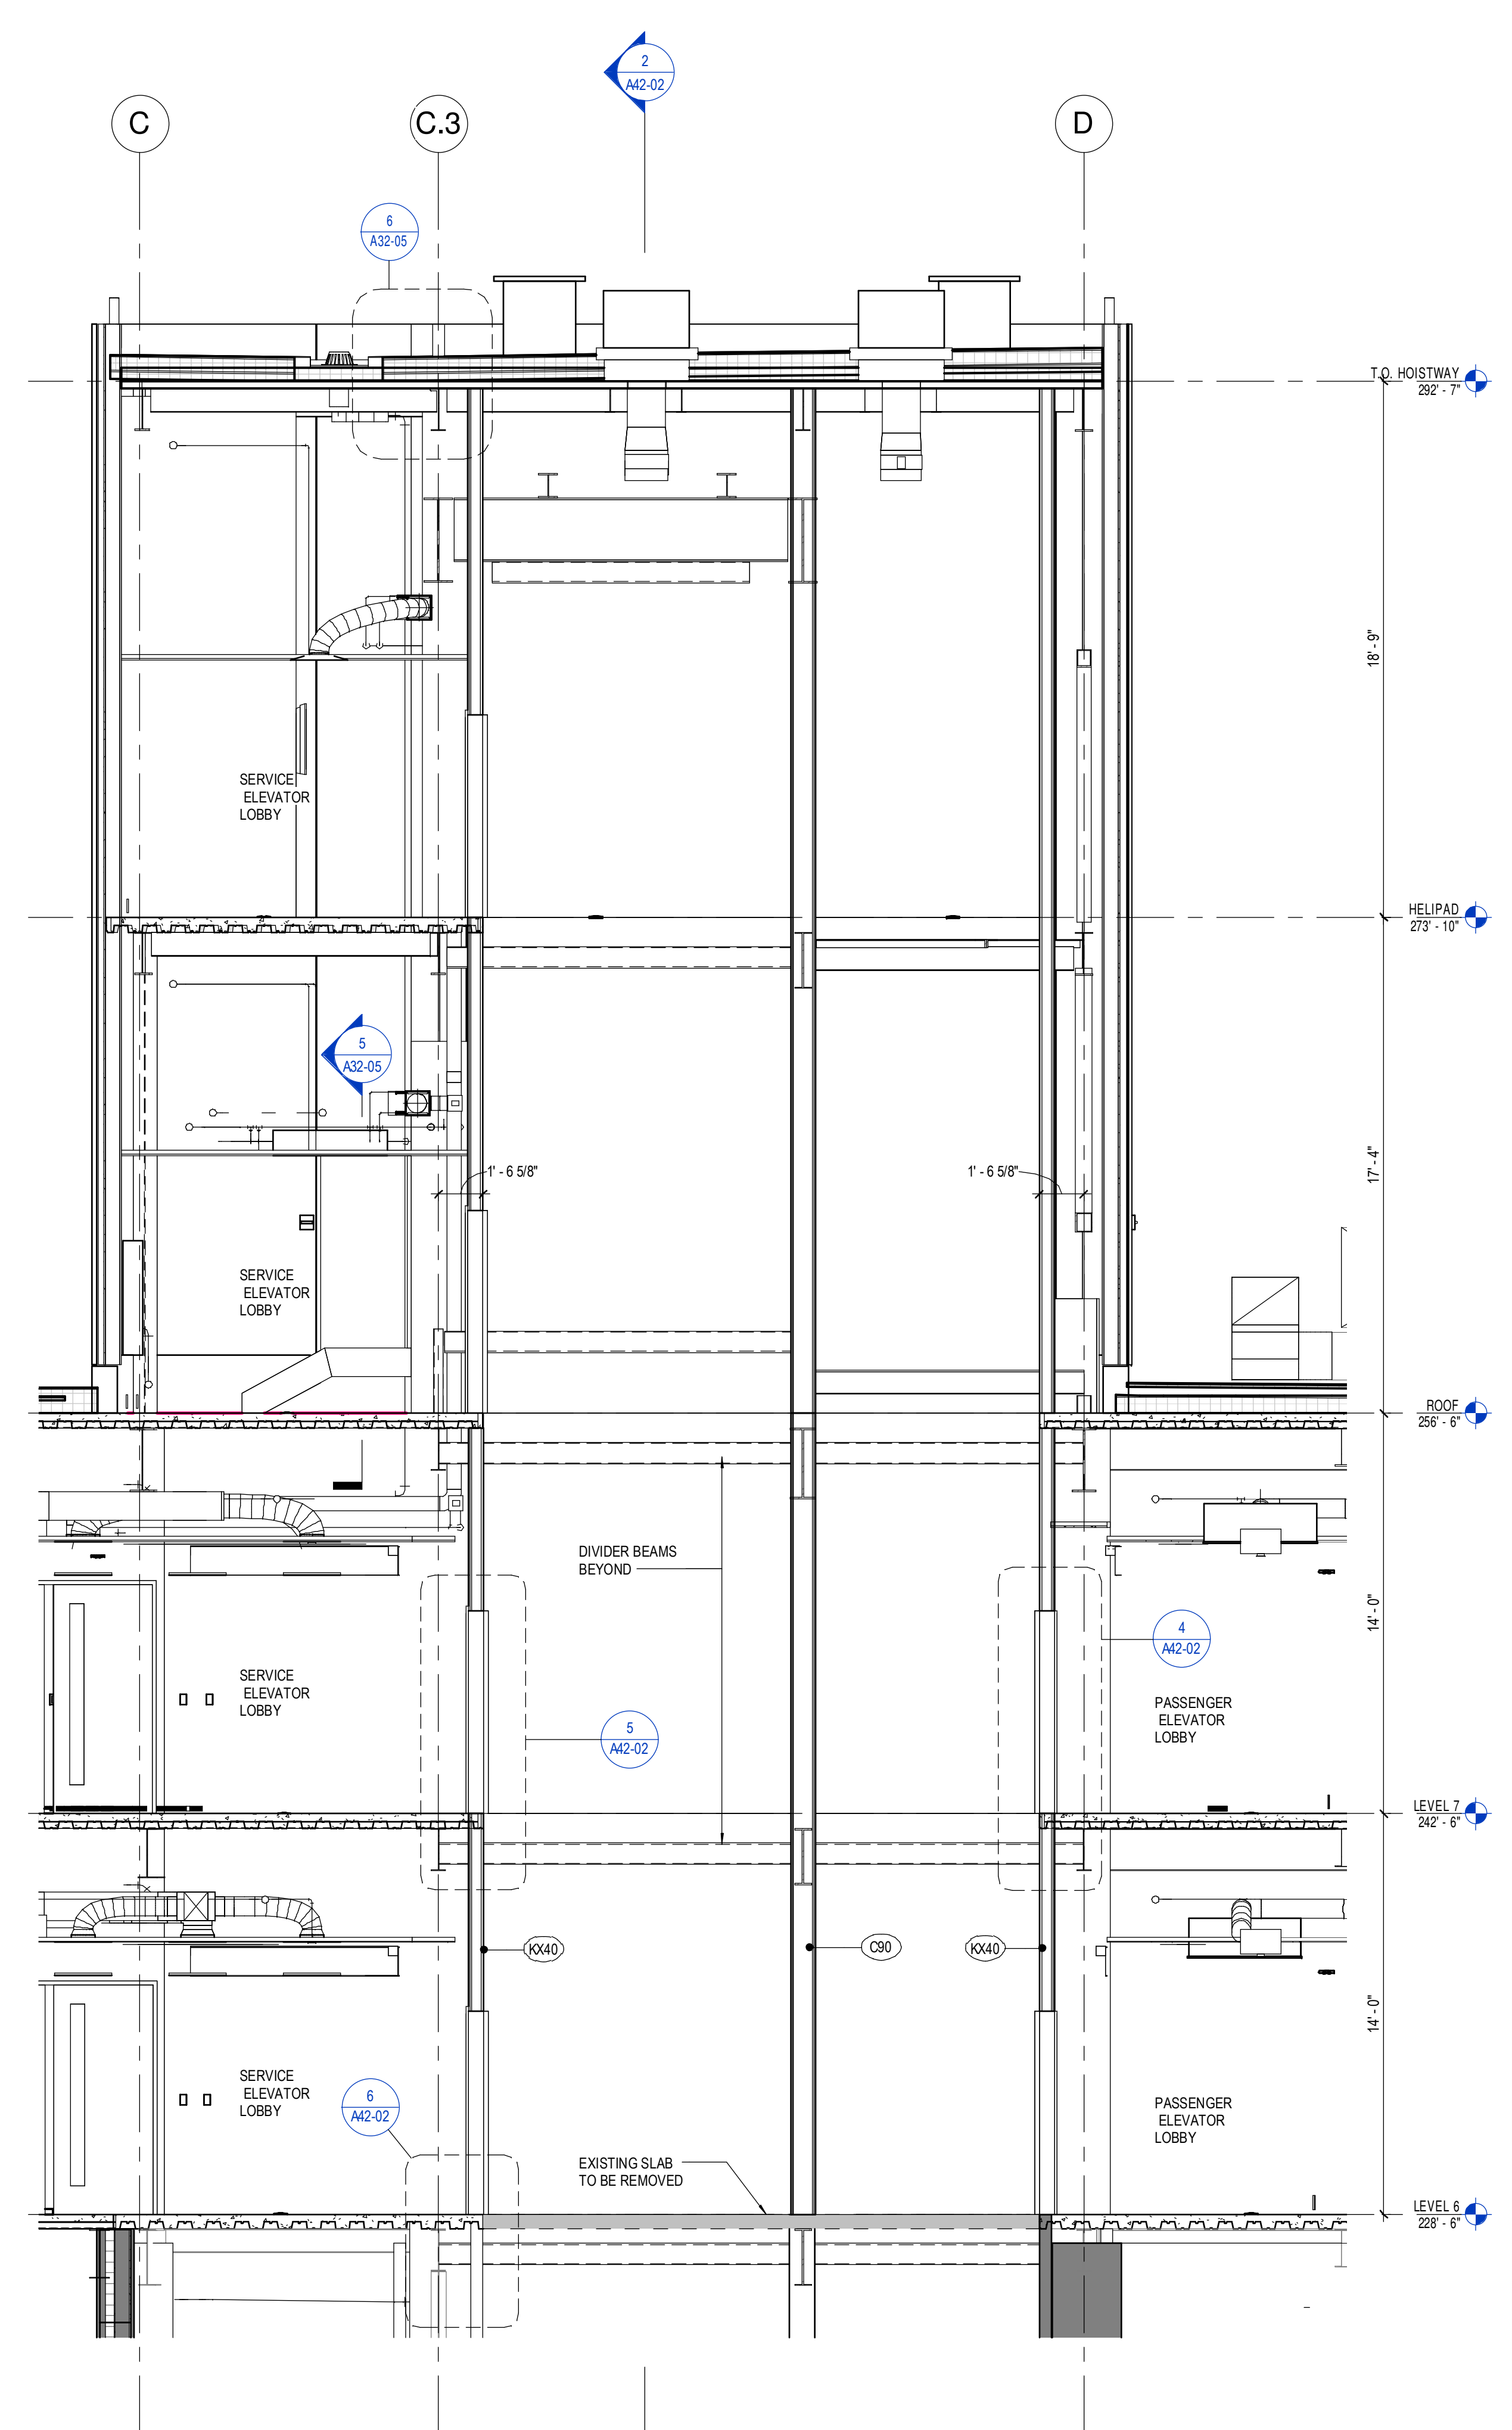 2
A42-02
C
C.3
D
6
A32-05
T.O. HOISTWAY
292' - 7"
18' - 9"
SERVICE
ELEVATOR
LOBBY
HELIPAD
273' - 10"
5
A32-05
1' - 6 5/8"
1' - 6 5/8"
17' - 4"
SERVICE
ELEVATOR
LOBBY
ROOF
256' - 6"
DIVIDER BEAMS
BEYOND
14' - 0"
4
A42-02
SERVICE
ELEVATOR
LOBBY
PASSENGER
ELEVATOR
LOBBY
5
A42-02
LEVEL 7
242' - 6"
KX40
C90
KX40
14' - 0"
SERVICE
ELEVATOR
LOBBY
6
A42-02
PASSENGER
ELEVATOR
LOBBY
EXISTING SLAB
TO BE REMOVED
LEVEL 6
228' - 6"